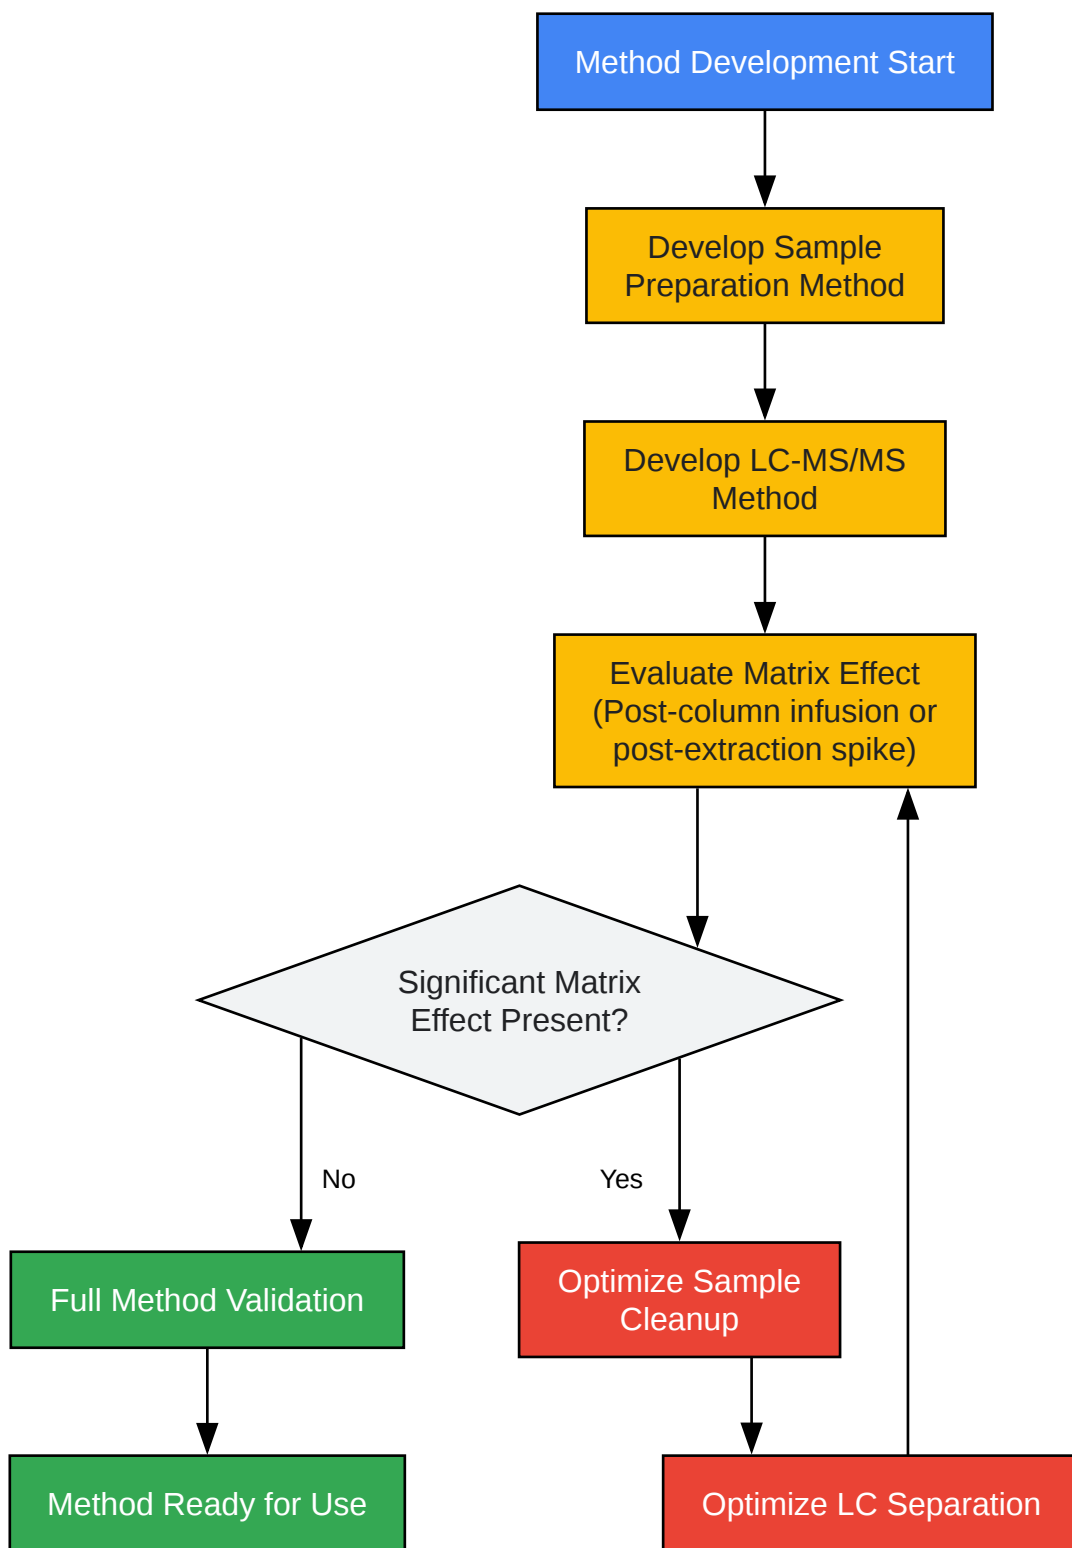 Method Development Start
Develop Sample
Preparation Method
Develop LC-MS/MS
Method
Evaluate Matrix Effect
(Post-column infusion or
post-extraction spike)
Significant Matrix
Effect Present?
No
Yes
Full Method Validation
Optimize Sample
Cleanup
Method Ready for Use
Optimize LC Separation